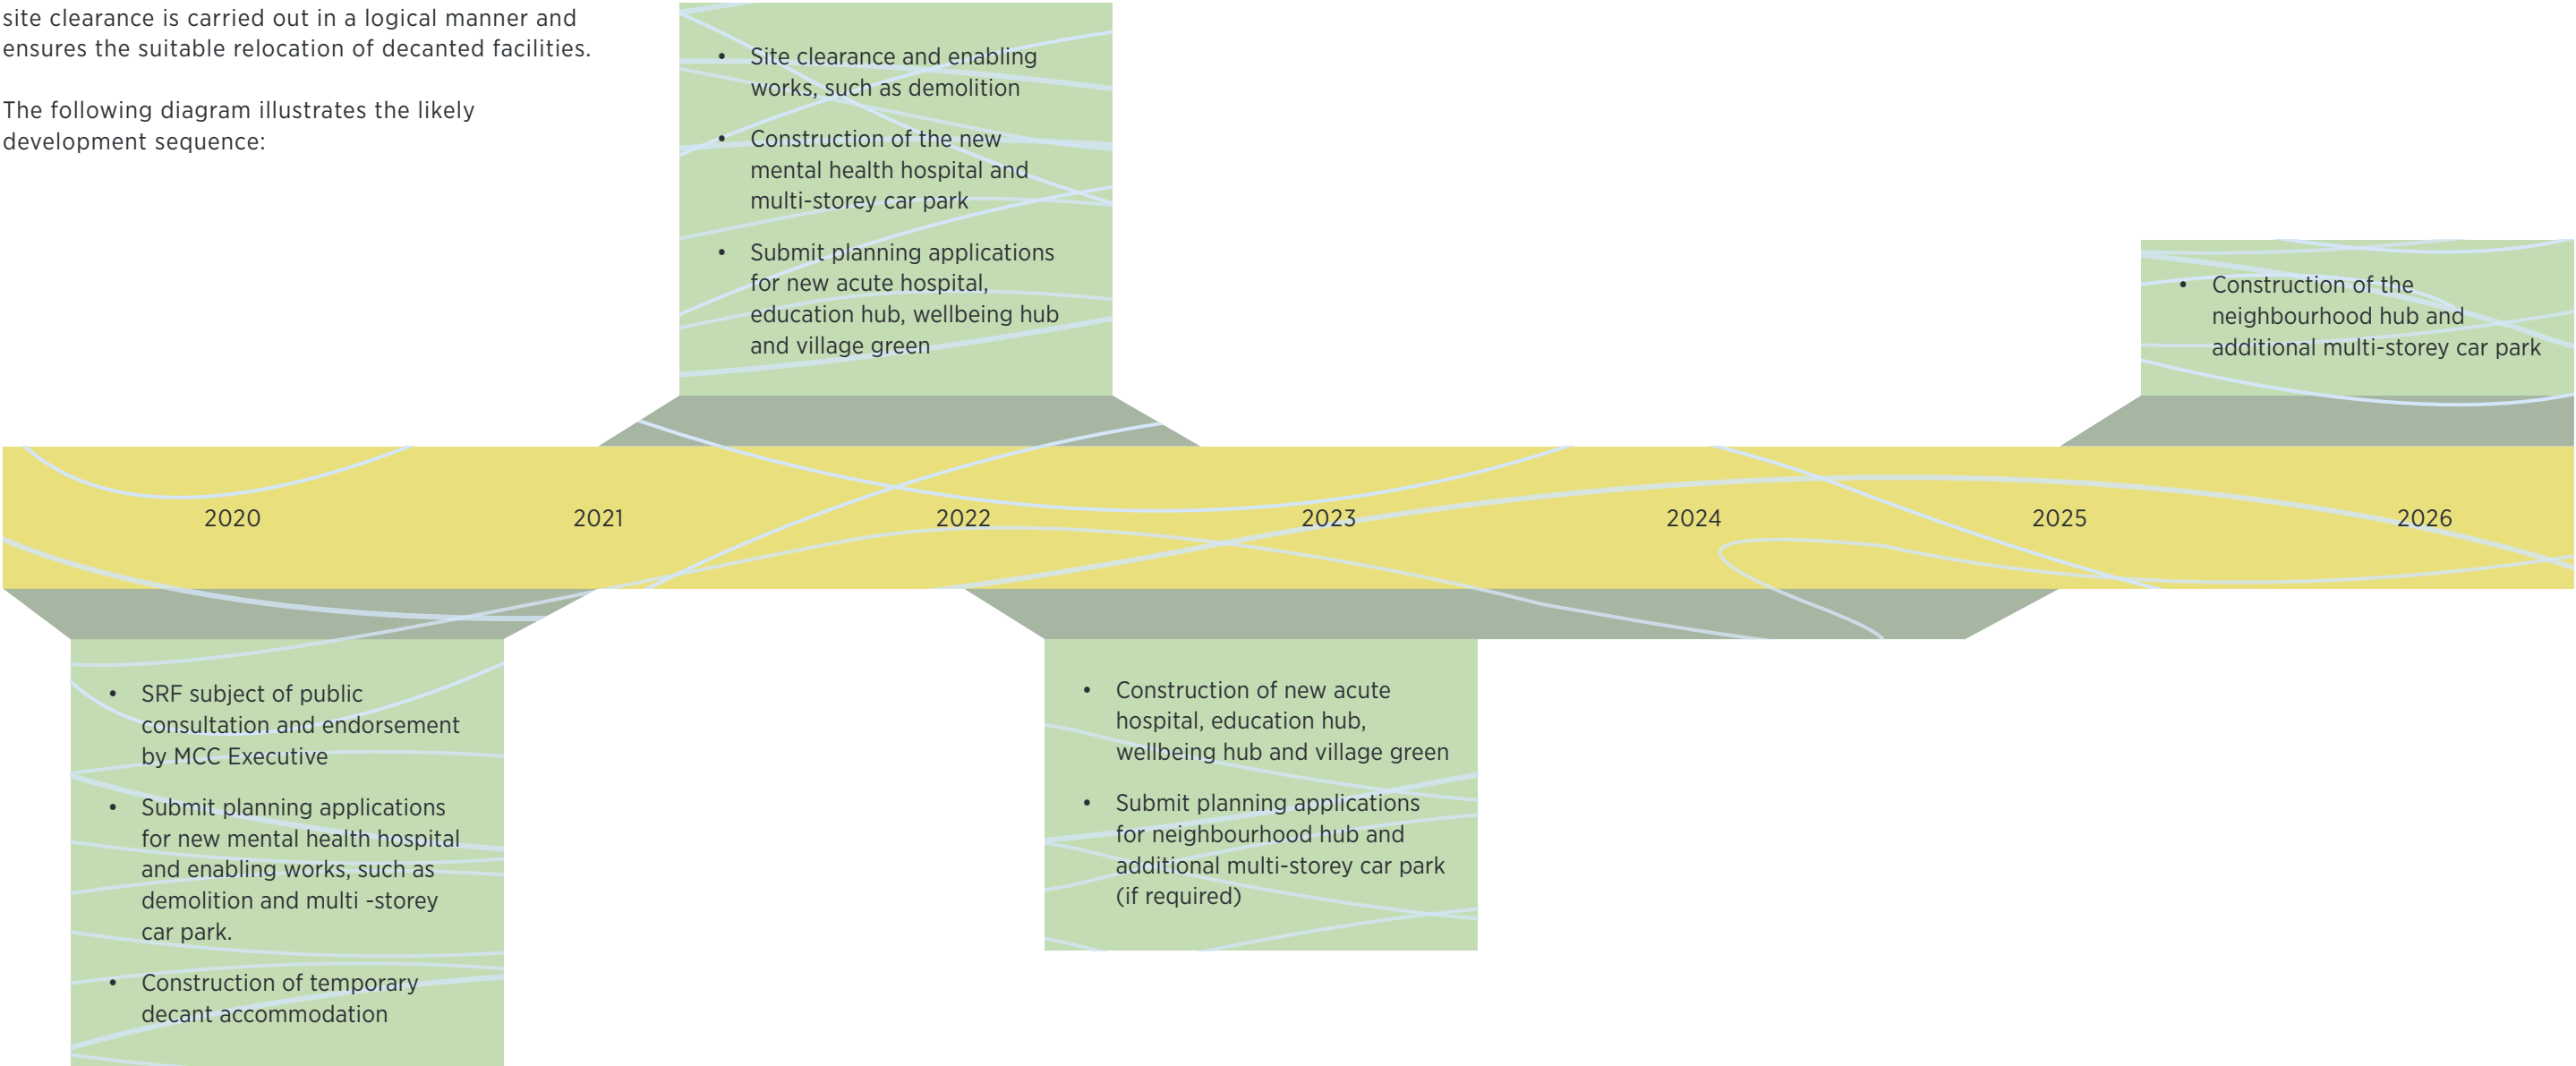 site clearance is carried out in a logical manner and
ensures the suitable relocation of decanted facilities.
The following diagram illustrates the likely
development sequence:
• Site clearance and enabling
works, such as demolition
• Construction of the new
mental health hospital and
multi-storey car park
• Submit planning applications
for new acute hospital,
education hub, wellbeing hub
and village green
• Construction of the
neighbourhood hub and
additional multi-storey car park
2020 2021 2022 2023 2024 2025 2026
• SRF subject of public
consultation and endorsement
by MCC Executive
• Submit planning applications
for new mental health hospital
and enabling works, such as
demolition and multi -storey
car park.
• Construction of temporary
decant accommodation
• Construction of new acute
hospital, education hub,
wellbeing hub and village green
• Submit planning applications
for neighbourhood hub and
additional multi-storey car park
(if required)